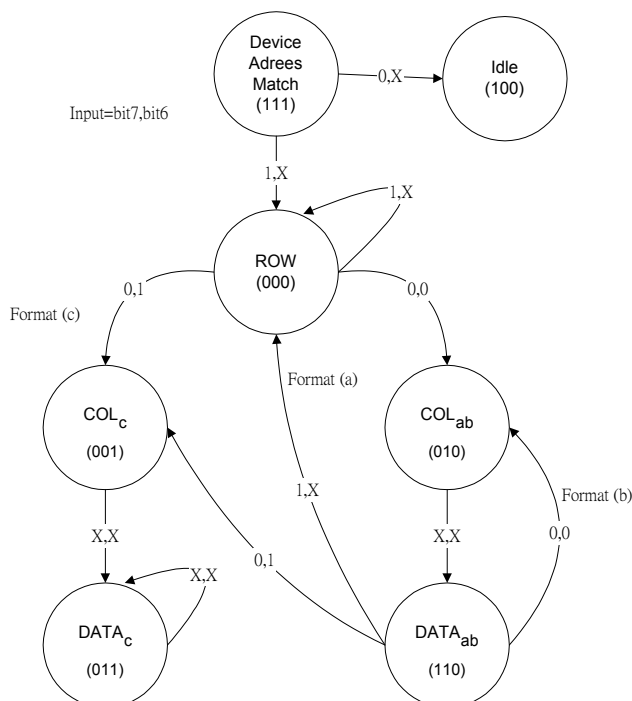 Device
Adrees
Match
(111)
0,X
Idle
(100)
Input=bit7,bit6
1,X
1,X
ROW
(000)
0,1
0,0
Format (c)
Format (a)
COLc
(001)
COLab
(010)
Format (b)
1,X
X,X
X,X
0,0
0,1
X,X
DATAc
(011)
DATAab
(110)